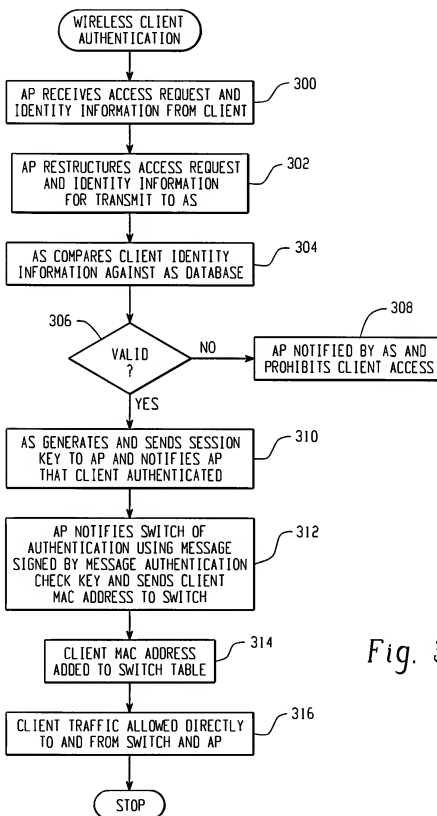 WIRELESS CLIENT
AUTHENTICATION
300
AP RECEIVES ACCESS REQUEST AND
IDENTITY INFORMATION FROM CLIENT
302
AP RESTRUCTURES ACCESS REQUEST
AND IDENTITY INFORMATION
FOR TRANSMIT TO AS
304
AS COMPARES CLIENT IDENTITY
INFORMATION AGAINST AS DATABASE
306
VALID
?
NO
308
AP NOTIFIED BY AS AND
PROHIBITS CLIENT ACCESS
YES
310
AS GENERATES AND SENDS SESSION
KEY TO AP AND NOTIFIES AP
THAT CLIENT AUTHENTICATED
312
AP NOTIFIES SWITCH OF
AUTHENTICATION USING MESSAGE
SIGNED BY MESSAGE AUTHENTICATION
CHECK KEY AND SENDS CLIENT
MAC ADDRESS TO SWITCH
314
CLIENT MAC ADDRESS
ADDED TO SWITCH TABLE
Fig. 3
316
CLIENT TRAFFIC ALLOWED DIRECTLY
TO AND FROM SWITCH AND AP
STOP